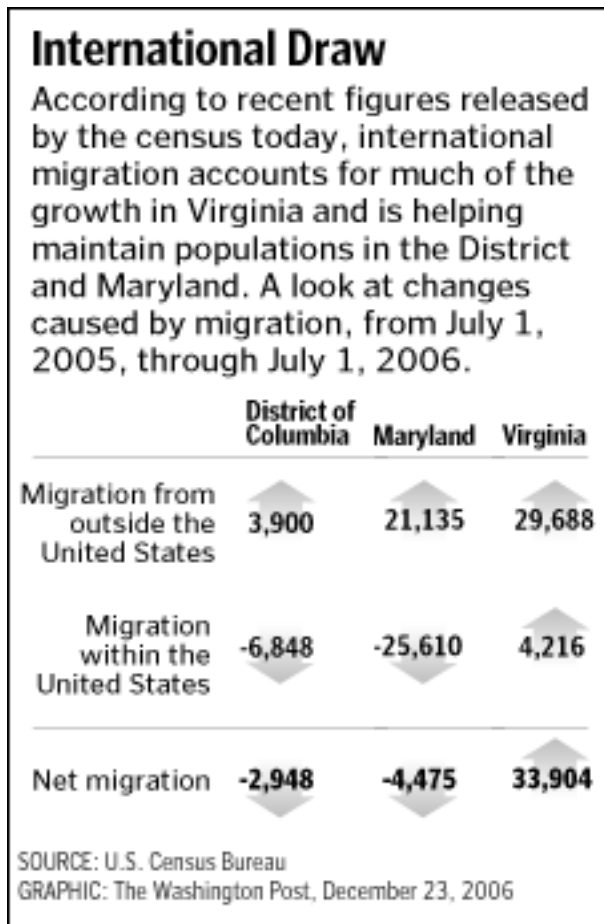 International Draw
According to recent figures released
by the census today, international
migration accounts for much of the
growth in Virginia and is helping
maintain populations in the District
and Maryland. A look at changes
caused by migration, from July 1,
2005, through July 1, 2006.
District of
Columbia Maryland Virginia
Migration from
outside the
United States
3,900 21,135 29,688
Migration
within the
United States
-6,848 -25,610 4,216
Net migration -2,948 -4,475 33,904
SOURCE: U.S. Census Bureau
GRAPHIC: The Washington Post, December 23, 2006